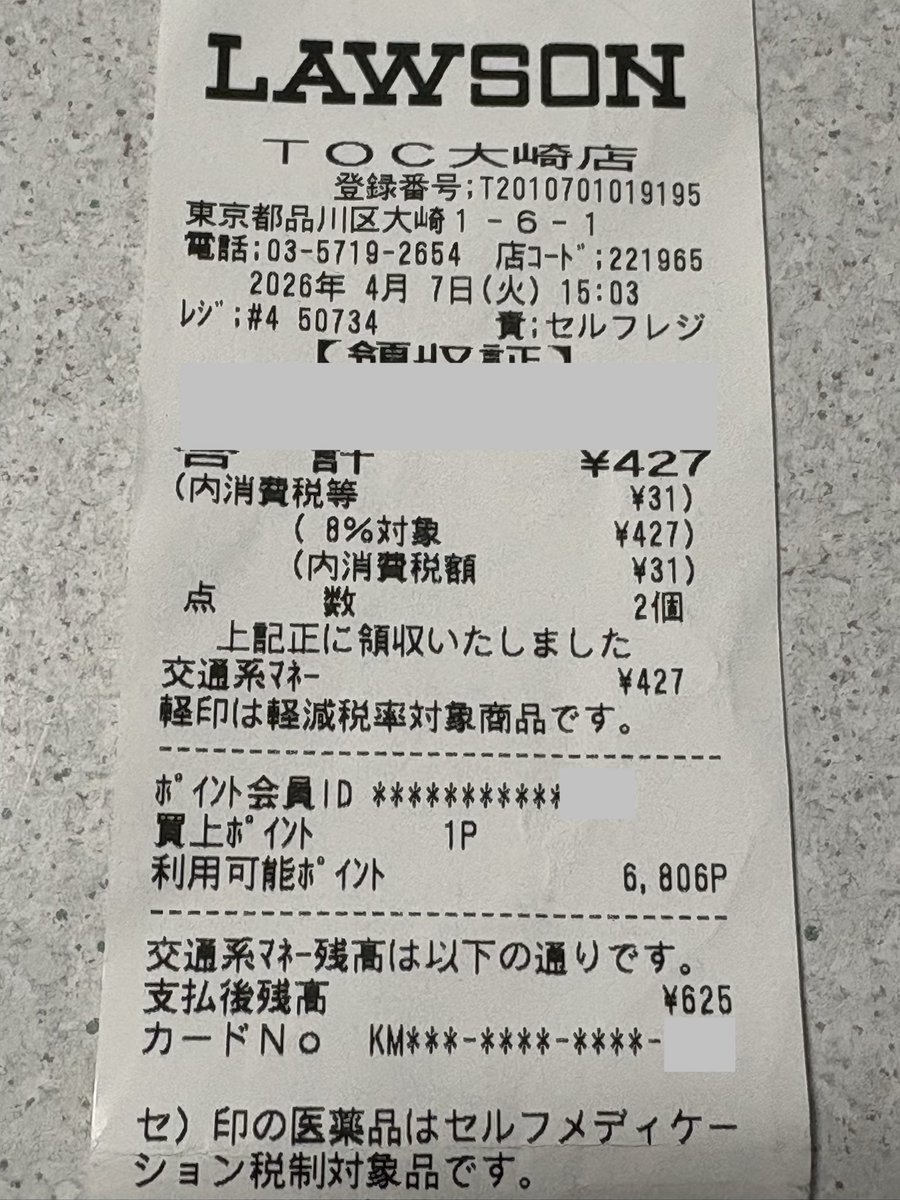 LAWSON
TOC大崎店
登録番号;T2010701019195
東京都品川区大崎1-6-1
電話;03-5719-2654 店ｺｰﾄﾞ;221965
2026年 4月 7日(火) 15:03
ﾚｼﾞ;#4 50734 責;セルフレジ
【領収証】
合 計 ¥427
(内消費税等 ¥31)
( 8%対象 ¥427)
(内消費税額 ¥31)
点 数 2個
上記正に領収いたしました
交通系ﾏﾈｰ ¥427
軽印は軽減税率対象商品です。
ﾎﾟｲﾝﾄ会員ID ***********
買上ﾎﾟｲﾝﾄ 1P
利用可能ﾎﾟｲﾝﾄ 6,806P
交通系ﾏﾈｰ残高は以下の通りです。
支払後残高 ¥625
カードNo KM***-****-****-
セ）印の医薬品はセルフメディケー
ション税制対象品です。